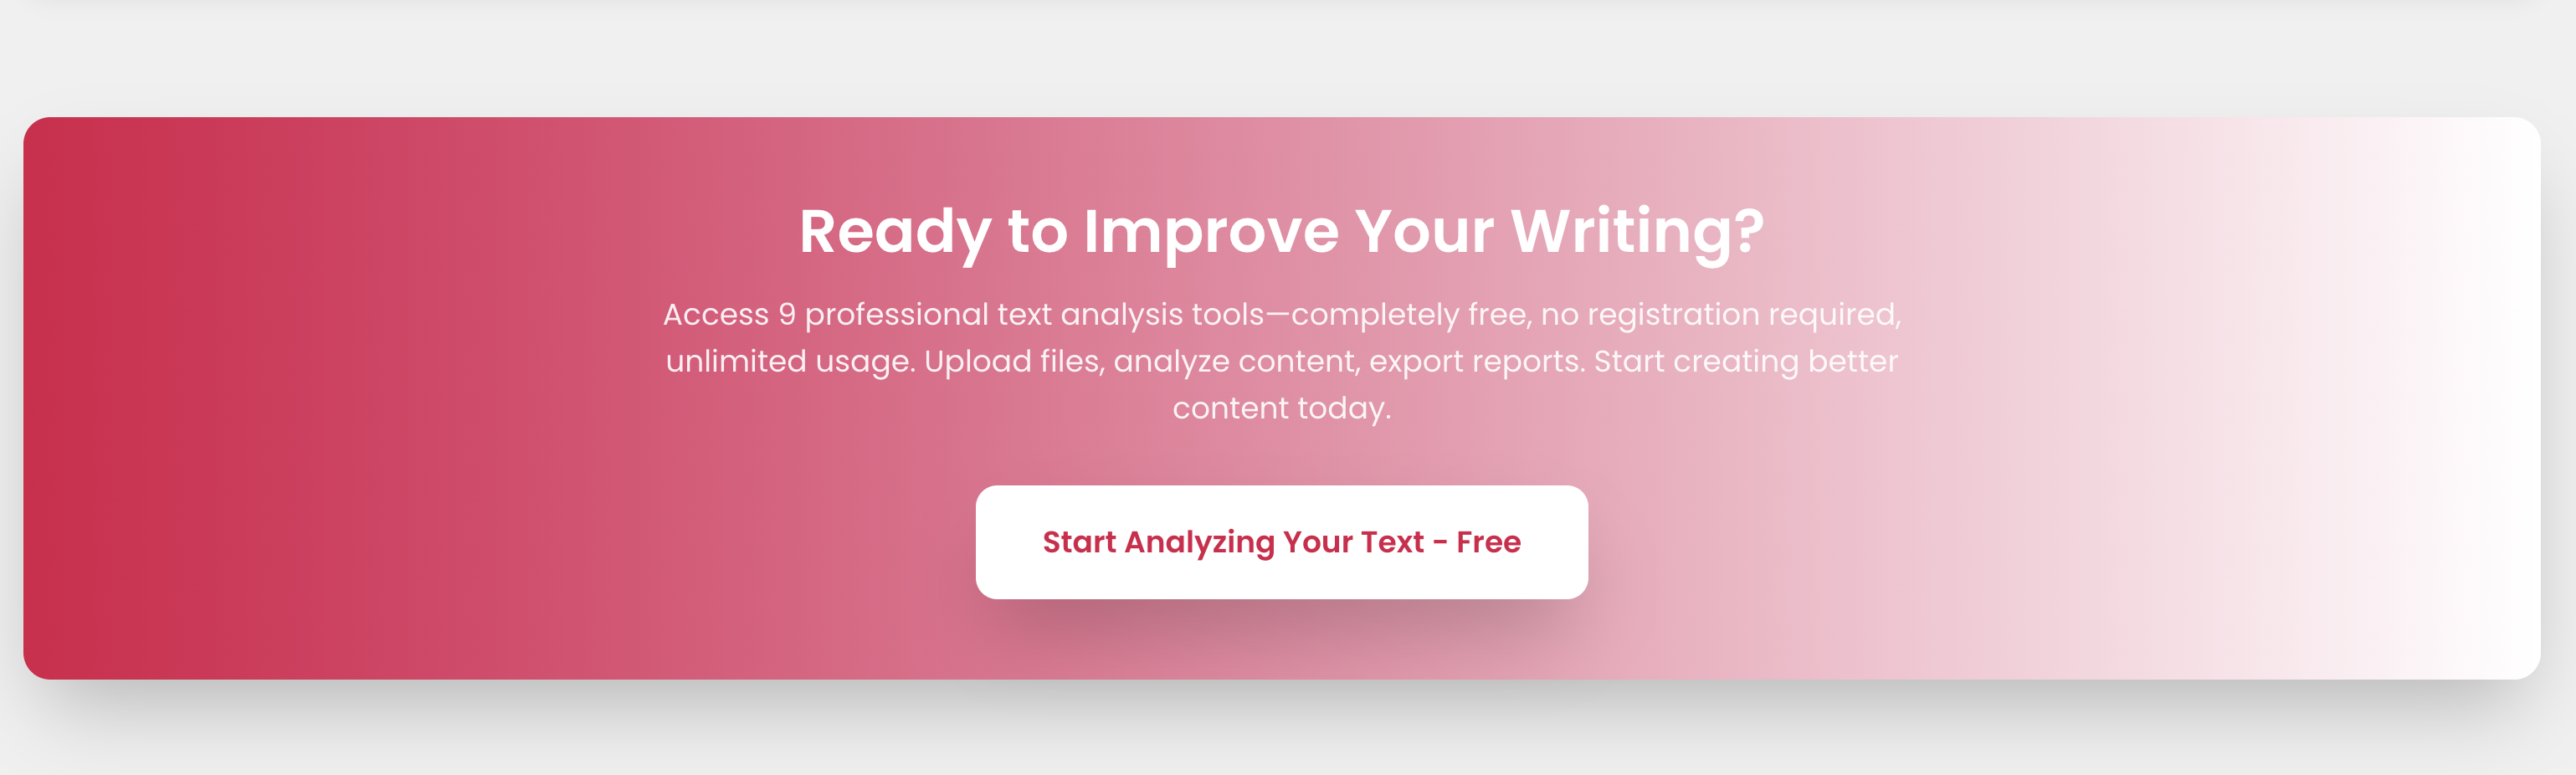 Ready to Improve Your Writing?
Access 9 professional text analysis tools—completely free, no registration required,
unlimited usage. Upload files, analyze content, export reports. Start creating better
content today.
Start Analyzing Your Text - Free